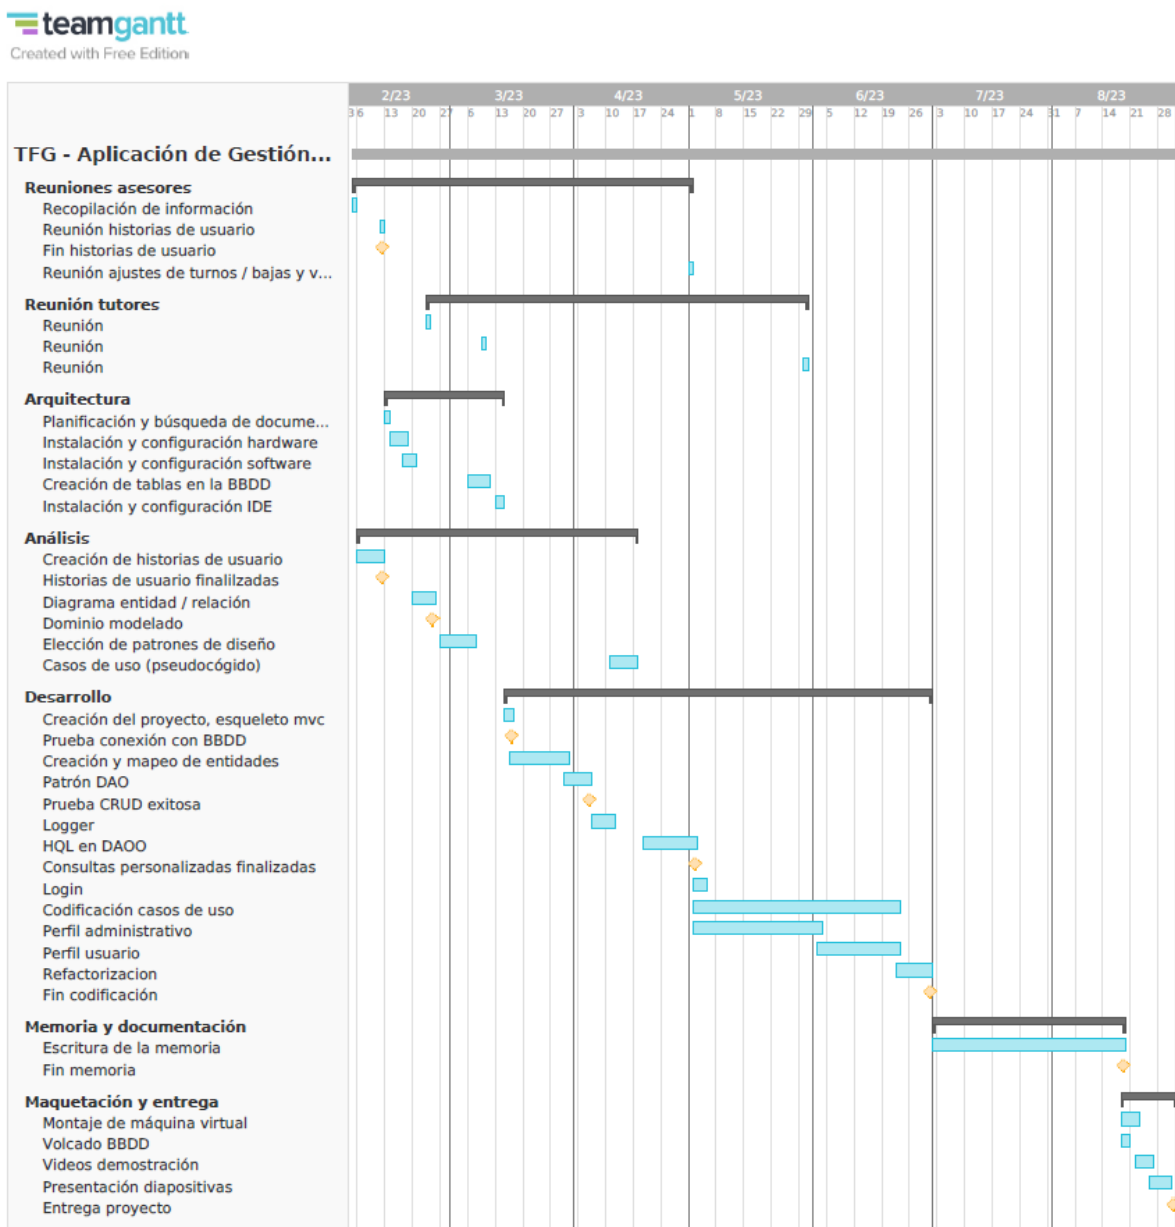 teamgantt
Created with Free Edition
2/23 3/23 4/23 5/23 6/23 7/23 8/23
3 6 13 20 27 6 13 20 27 3 10 17 24 1 8 15 22 29 5 12 19 26 3 10 17 24 31 7 14 21 28
TFG - Aplicación de Gestión...
Reuniones asesores
Recopilación de información
Reunión historias de usuario
Fin historias de usuario
Reunión ajustes de turnos / bajas y v...
Reunión tutores
Reunión
Reunión
Reunión
Arquitectura
Planificación y búsqueda de docume...
Instalación y configuración hardware
Instalación y configuración software
Creación de tablas en la BBDD
Instalación y configuración IDE
Análisis
Creación de historias de usuario
Historias de usuario finalilzadas
Diagrama entidad / relación
Dominio modelado
Elección de patrones de diseño
Casos de uso (pseudocógido)
Desarrollo
Creación del proyecto, esqueleto mvc
Prueba conexión con BBDD
Creación y mapeo de entidades
Patrón DAO
Prueba CRUD exitosa
Logger
HQL en DAOO
Consultas personalizadas finalizadas
Login
Codificación casos de uso
Perfil administrativo
Perfil usuario
Refactorizacion
Fin codificación
Memoria y documentación
Escritura de la memoria
Fin memoria
Maquetación y entrega
Montaje de máquina virtual
Volcado BBDD
Videos demostración
Presentación diapositivas
Entrega proyecto